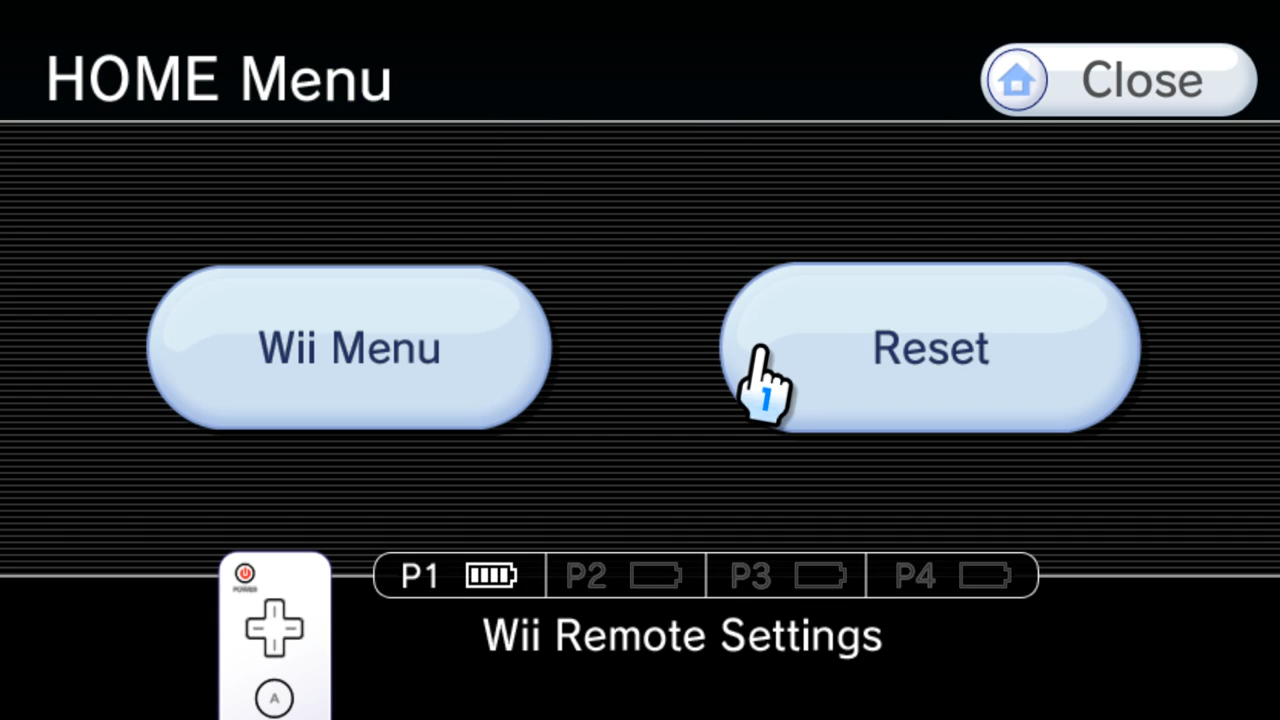 HOME Menu
Close
Wii Menu
Reset
1
P1
P2
P3
P4
POWER
A
Wii Remote Settings